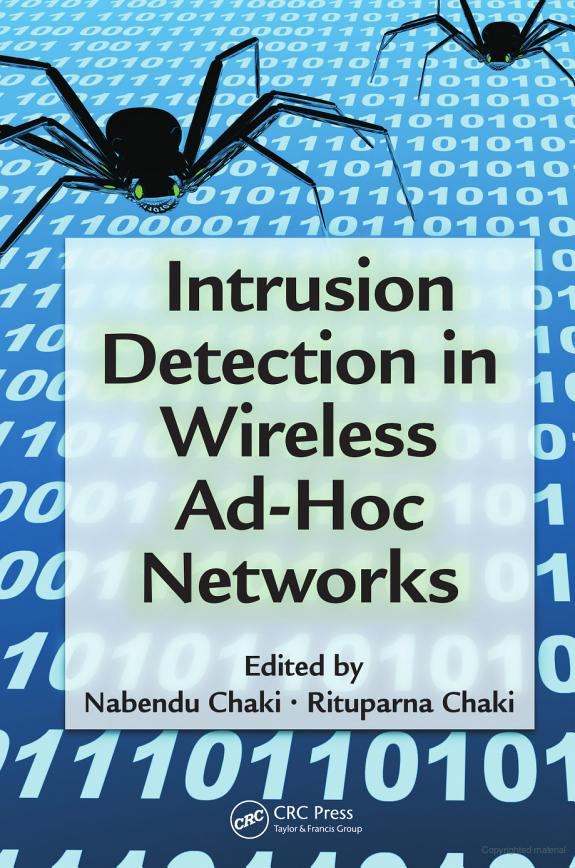 Intrusion
Detection in
Wireless
Ad-Hoc
Networks
Edited by
Nabendu Chaki • Rituparna Chaki
CRC
CRC Press
Taylor & Francis Group
Copyrighted material